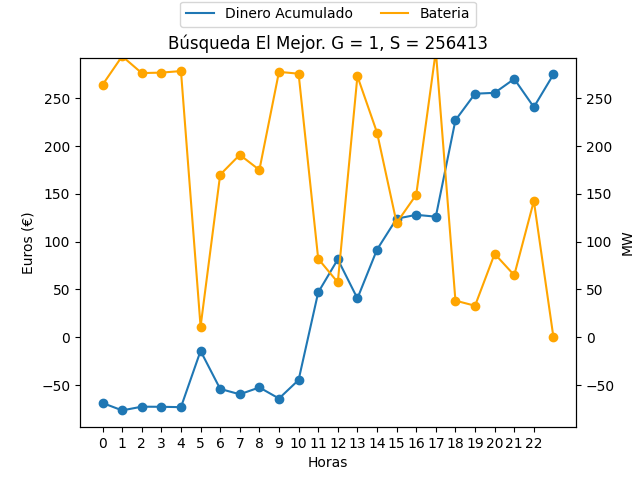 Dinero Acumulado Bateria
Búsqueda El Mejor. G = 1, S = 256413
250 250
200 200
150 150
100 100
50 50
0 0
−50 −50
Euros (€)
MW
0 1 2 3 4 5 6 7 8 9 10 11 12 13 14 15 16 17 18 19 20 21 22
Horas